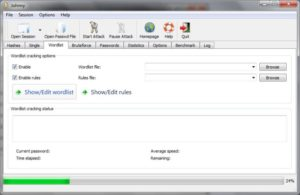 Johnny
File Session Options Help
Open Session Open Passwd File Start Attack Pause Attack Homepage Help Quit
Hashes Single Wordlist Bruteforce Passwords Statistics Options Benchmark Log
Wordlist cracking options
Enable Wordlist file: Browse
Enable rules Rules file: Browse
Show/Edit wordlist Show/Edit rules
Wordlist cracking status
Current password: Average speed:
Time elapsed: Remaining:
24%